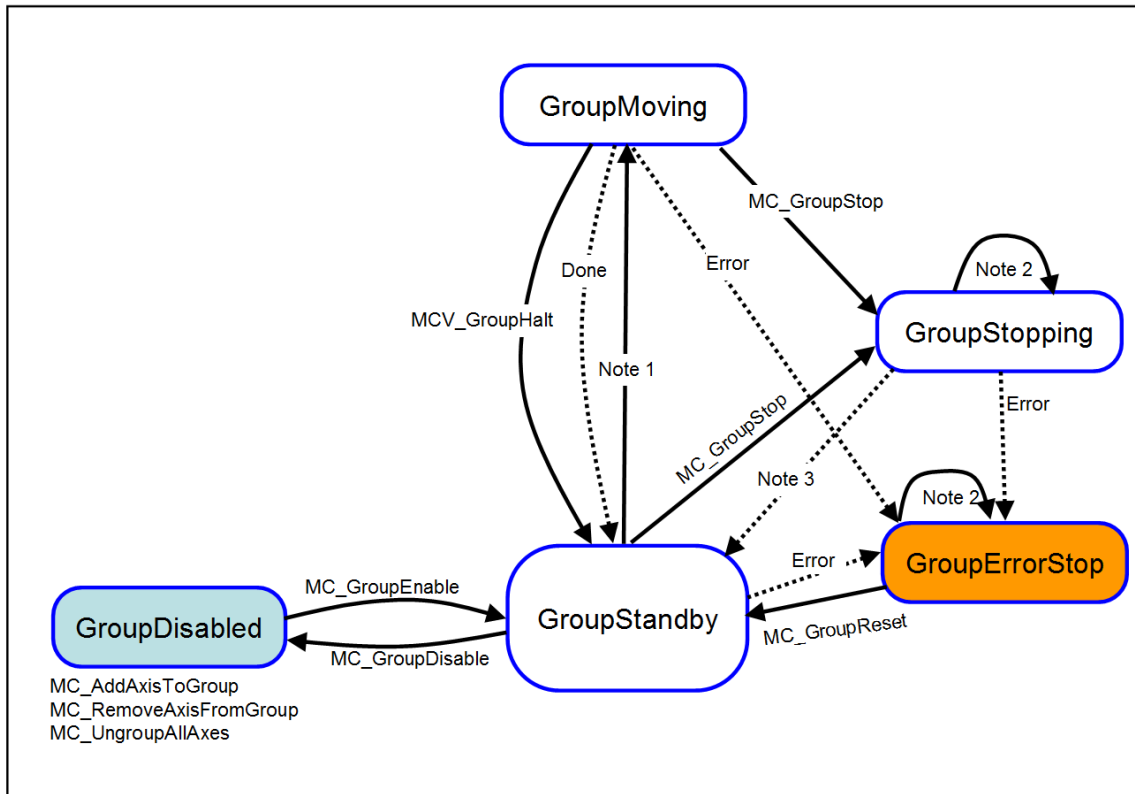 GroupMoving
MC_GroupStop
Note 2
Done
Error
MCV_GroupHalt
GroupStopping
Note 1
Error
MC_GroupStop
Note 3
Note 2
Error
GroupErrorStop
MC_GroupEnable
GroupDisabled
GroupStandby
MC_GroupReset
MC_GroupDisable
MC_AddAxisToGroup
MC_RemoveAxisFromGroup
MC_UngroupAllAxes